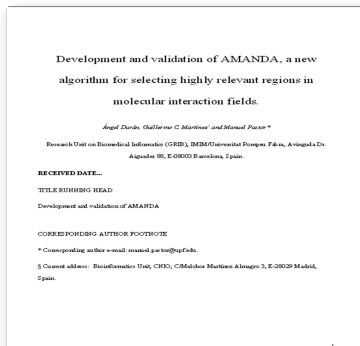 Development and validation of AMANDA, a new
algorithm for selecting highly relevant regions in
molecular interaction fields.
Ángel Durán, Guillermo C. Martínez§ and Manuel Pastor*
Research Unit on Biomedical Informatics (GRIB), IMIM/Universitat Pompeu Fabra, Avinguda Dr.
Aiguader 88, E-08003 Barcelona, Spain.
RECEIVED DATE...
TITLE RUNNING HEAD
Development and validation of AMANDA
CORRESPONDING AUTHOR FOOTNOTE
* Corresponding author e-mail: manuel.pastor@upf.edu.
§ Current address: Bioinformatics Unit, CNIO, C/Melchor Martínez Almagro 3, E-28029 Madrid,
Spain.